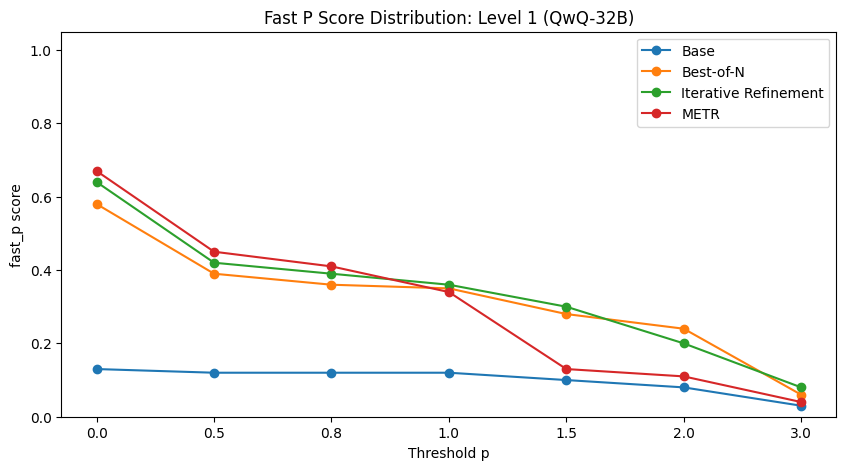 Fast P Score Distribution: Level 1 (QwQ-32B)
Base
Best-of-N
Iterative Refinement
METR
fast_p score
1.0
0.8
0.6
0.4
0.2
0.0
0.0 0.5 0.8 1.0 1.5 2.0 3.0
Threshold p